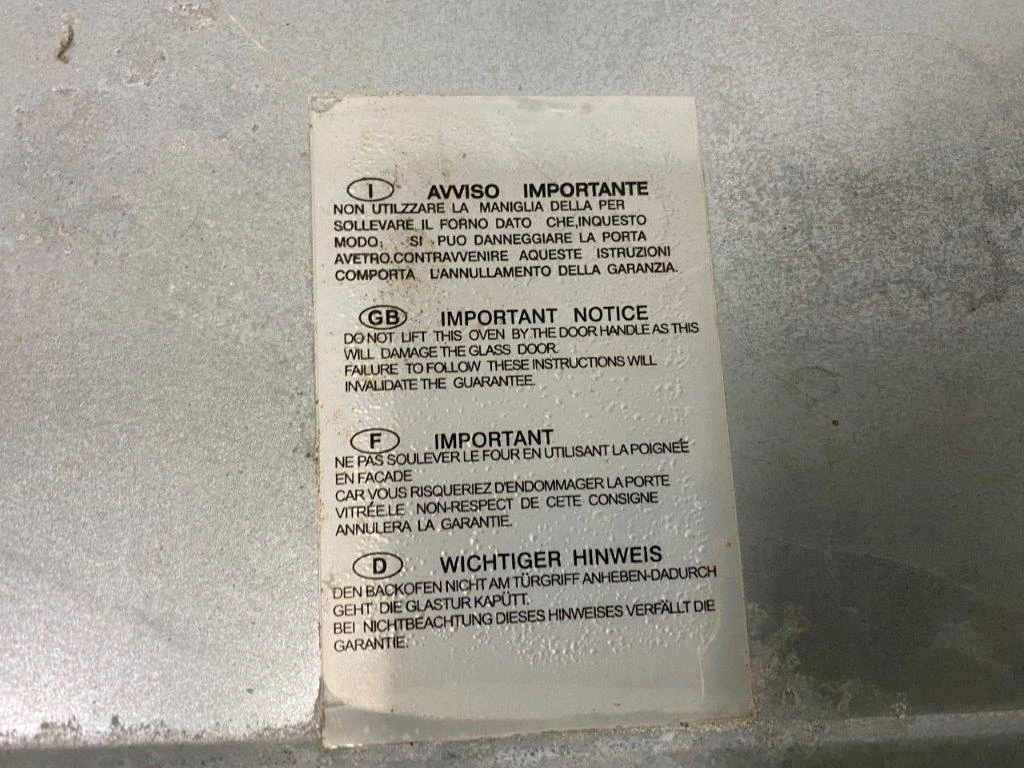 I AVVISO IMPORTANTE
NON UTILZZARE LA MANIGLIA DELLA PER
SOLLEVARE IL FORNO DATO CHE,INQUESTO
MODO, SI PUO DANNEGGIARE LA PORTA
AVETRO.CONTRAVVENIRE AQUESTE ISTRUZIONI
COMPORTA L'ANNULLAMENTO DELLA GARANZIA.
GB IMPORTANT NOTICE
DO NOT LIFT THIS OVEN BY THE DOOR HANDLE AS THIS
WILL DAMAGE THE GLASS DOOR.
FAILURE TO FOLLOW THESE INSTRUCTIONS WILL
INVALIDATE THE GUARANTEE.
F IMPORTANT
NE PAS SOULEVER LE FOUR EN UTILISANT LA POIGNÉE
EN FACADE
CAR VOUS RISQUERIEZ D'ENDOMMAGER LA PORTE
VITRÉE.LE NON-RESPECT DE CETE CONSIGNE
ANNULERA LA GARANTIE.
D WICHTIGER HINWEIS
DEN BACKOFEN NICHT AM TÜRGRIFF ANHEBEN-DADURCH
GEHT DIE GLASTUR KAPÜTT.
BEI NICHTBEACHTUNG DIESES HINWEISES VERFÄLLT DIE
GARANTIE.